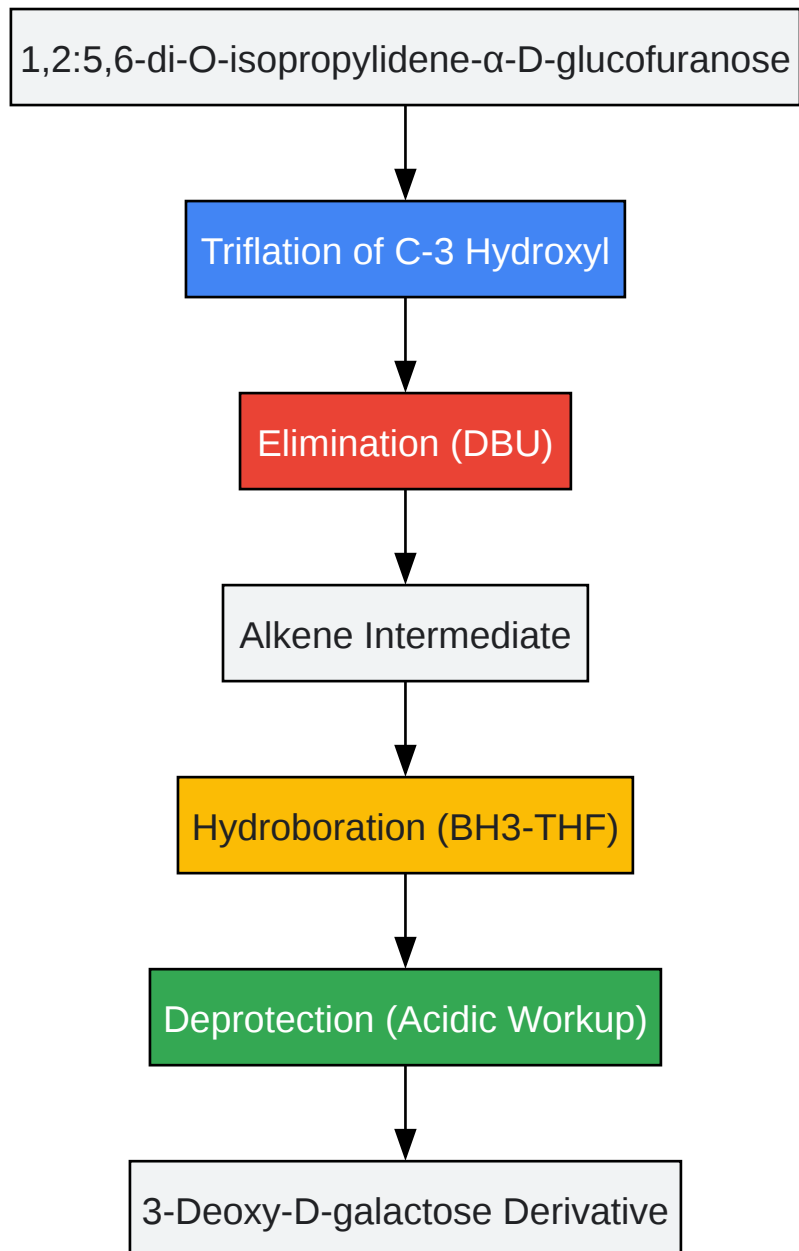 1,2:5,6-di-O-isopropylidene-α-D-glucofuranose
Triflation of C-3 Hydroxyl
Elimination (DBU)
Alkene Intermediate
Hydroboration (BH3-THF)
Deprotection (Acidic Workup)
3-Deoxy-D-galactose Derivative